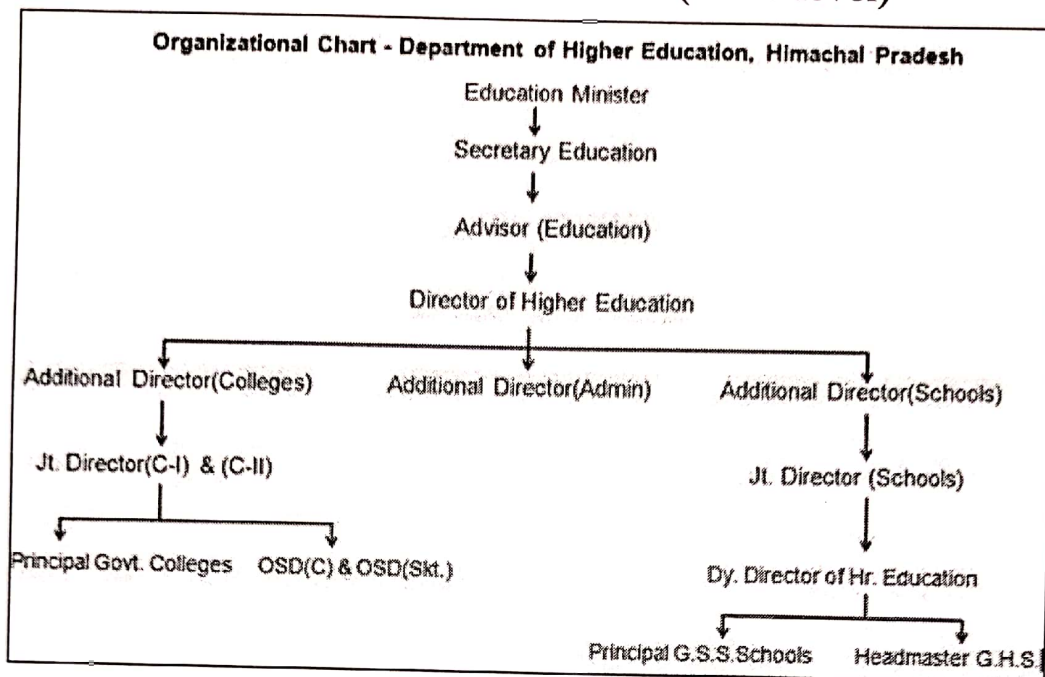 Organizational Chart - Department of Higher Education, Himachal Pradesh
Education Minister
Secretary Education
Advisor (Education)
Director of Higher Education
Additional Director(Colleges) Additional Director(Admin) Additional Director(Schools)
Jt. Director(C-I) & (C-II) Jt. Director (Schools)
Principal Govt. Colleges OSD(C) & OSD(Skt.)
Dy. Director of Hr. Education
Principal G.S.S.Schools Headmaster G.H.S.